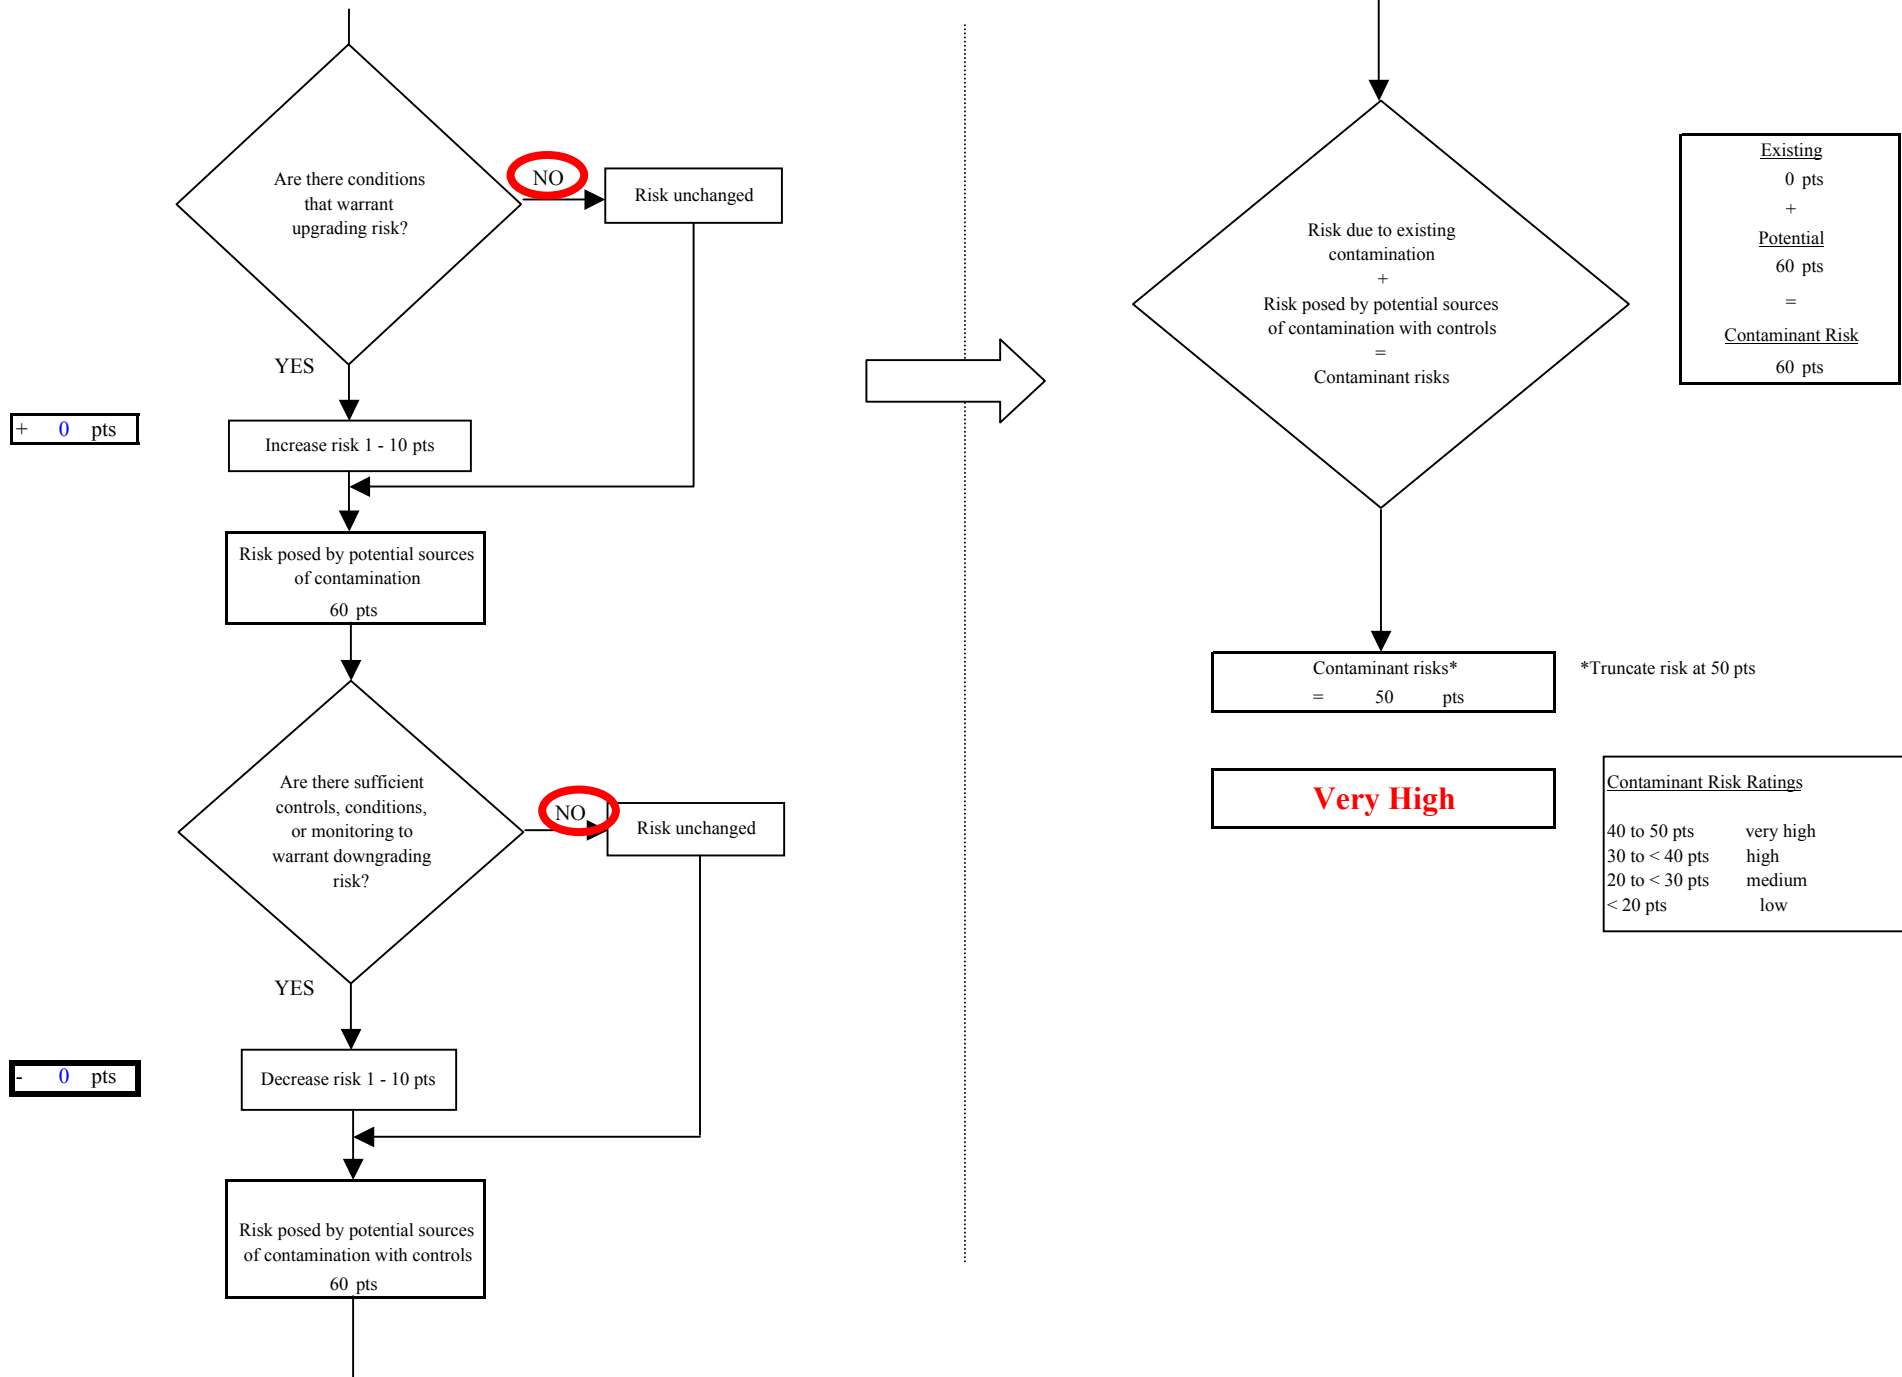 Are there conditions
that warrant
upgrading risk?
NO
Risk unchanged
YES
+ 0 pts
Increase risk 1 - 10 pts
Risk posed by potential sources
of contamination
60 pts
Are there sufficient
controls, conditions,
or monitoring to
warrant downgrading
risk?
NO
Risk unchanged
YES
- 0 pts
Decrease risk 1 - 10 pts
Risk posed by potential sources
of contamination with controls
60 pts
Risk due to existing
contamination
+
Risk posed by potential sources
of contamination with controls
=
Contaminant risks
Existing
0 pts
+
Potential
60 pts
=
Contaminant Risk
60 pts
Contaminant risks*
= 50 pts
*Truncate risk at 50 pts
Very High
Contaminant Risk Ratings
40 to 50 pts very high
30 to < 40 pts high
20 to < 30 pts medium
< 20 pts low